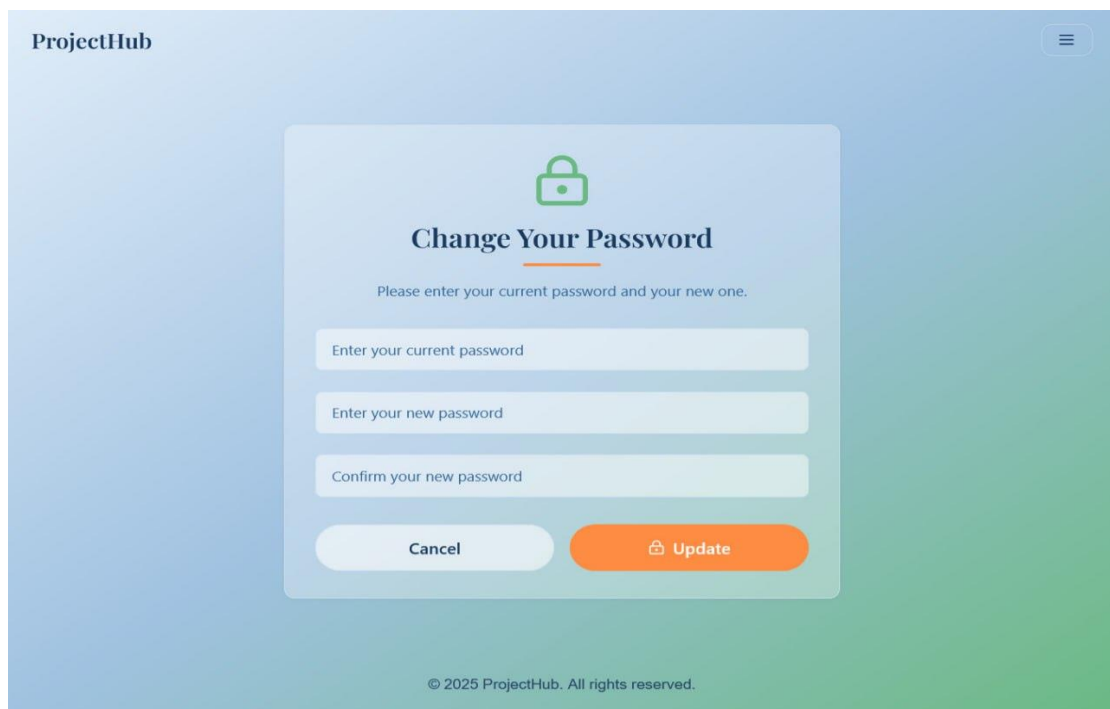 ProjectHub
Change Your Password
Please enter your current password and your new one.
Enter your current password
Enter your new password
Confirm your new password
Cancel
Update
© 2025 ProjectHub. All rights reserved.